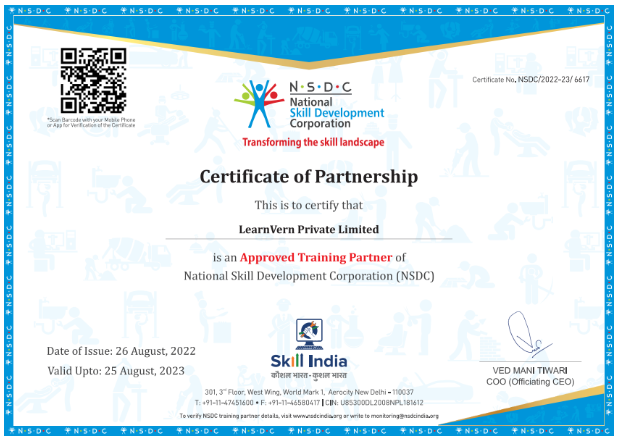 Certificate No. NSDC/2022-23/ 6617
*Scan Barcode with your Mobile Phone
or App for Verification of the Certificate
N·S·D·C
National
Skill Development
Corporation
Transforming the skill landscape
Certificate of Partnership
This is to certify that
LearnVern Private Limited
is an Approved Training Partner of
National Skill Development Corporation (NSDC)
Date of Issue: 26 August, 2022
Valid Upto: 25 August, 2023
Skill India
कौशल भारत - कुशल भारत
VED MANI TIWARI
COO (Officiating CEO)
301, 3rd Floor, West Wing, World Mark 1, Aerocity New Delhi – 110037
T: +91-11-47451600 • F: +91-11-46580417 | CIN: U85300DL2008NPL181612
To verify NSDC training partner details, visit www.nsdcindia.org or write to monitoring@nsdcindia.org